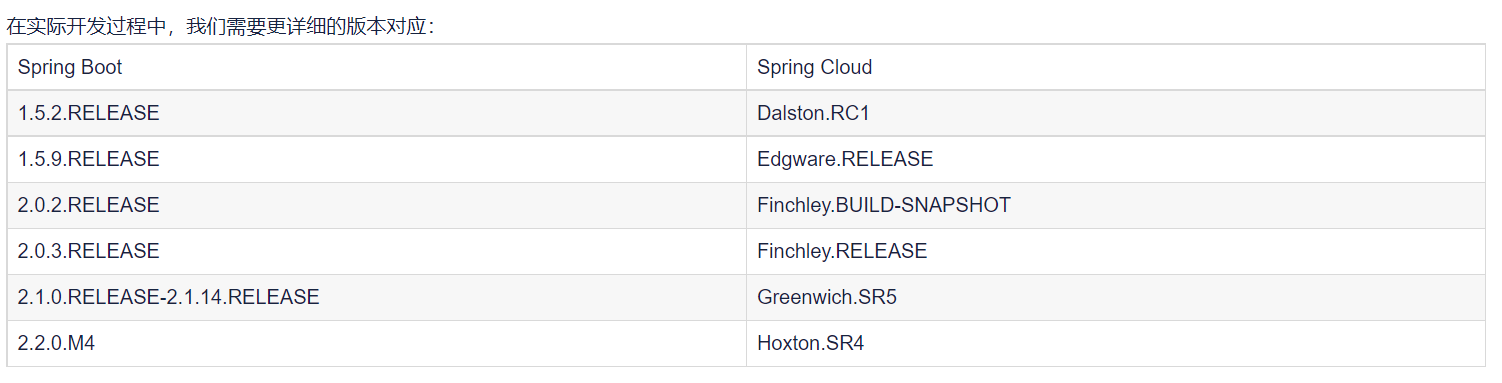 在实际开发过程中，我们需要更详细的版本对应：
Spring Boot Spring Cloud
1.5.2.RELEASE Dalston.RC1
1.5.9.RELEASE Edgware.RELEASE
2.0.2.RELEASE Finchley.BUILD-SNAPSHOT
2.0.3.RELEASE Finchley.RELEASE
2.1.0.RELEASE-2.1.14.RELEASE Greenwich.SR5
2.2.0.M4 Hoxton.SR4